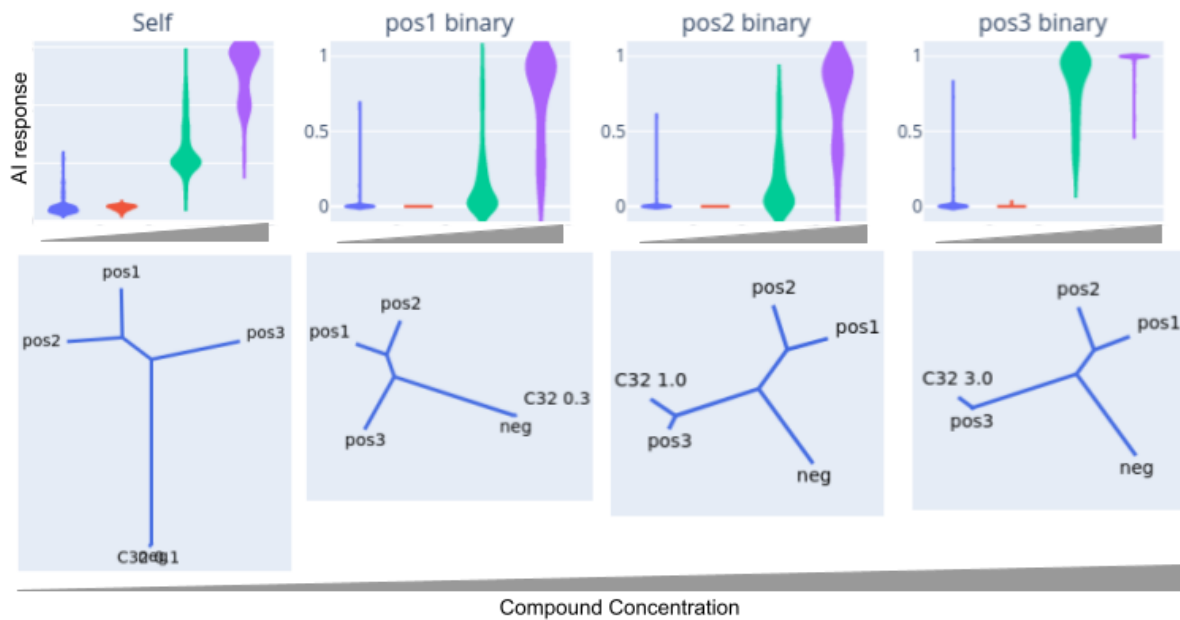 Self
pos1 binary
pos2 binary
pos3 binary
AI response
1
0.5
0
1
0.5
0
1
0.5
0
pos1
pos2
pos3
pos2
pos1
C32 0.3
neg
pos3
pos2
pos1
C32 1.0
pos3
neg
pos2
pos1
C32 3.0
pos3
neg
Compound Concentration